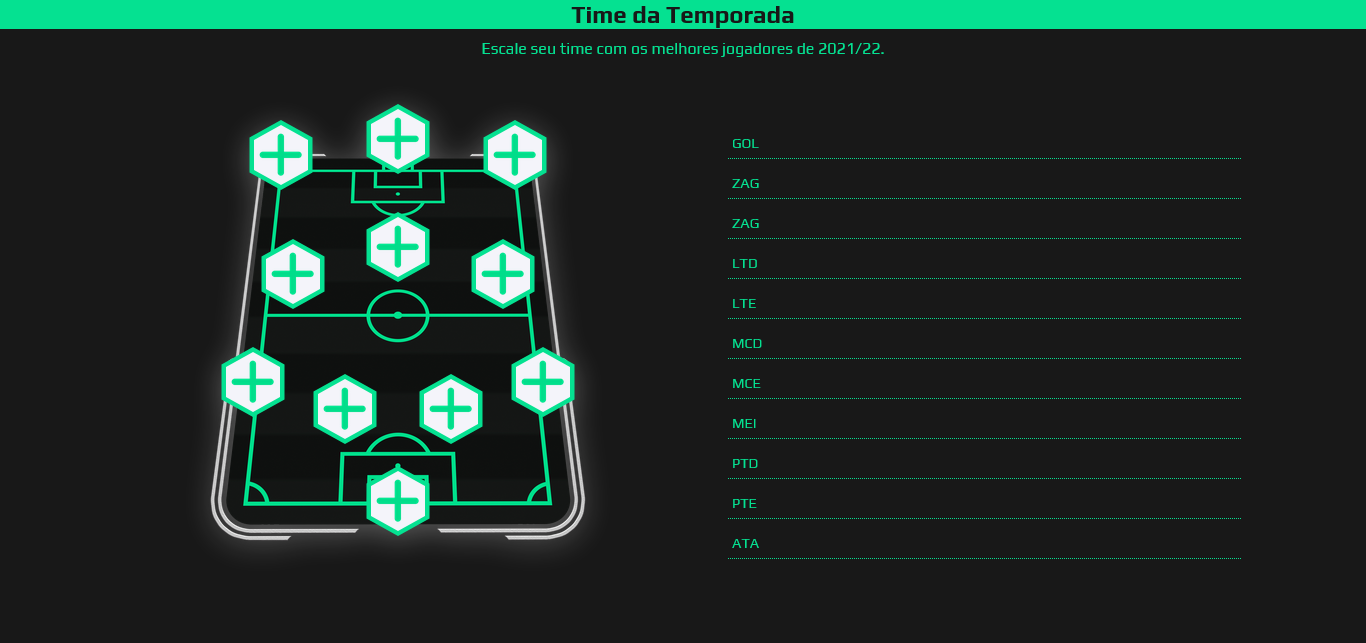 Time da Temporada
Escale seu time com os melhores jogadores de 2021/22.
GOL
ZAG
ZAG
LTD
LTE
MCD
MCE
MEI
PTD
PTE
ATA